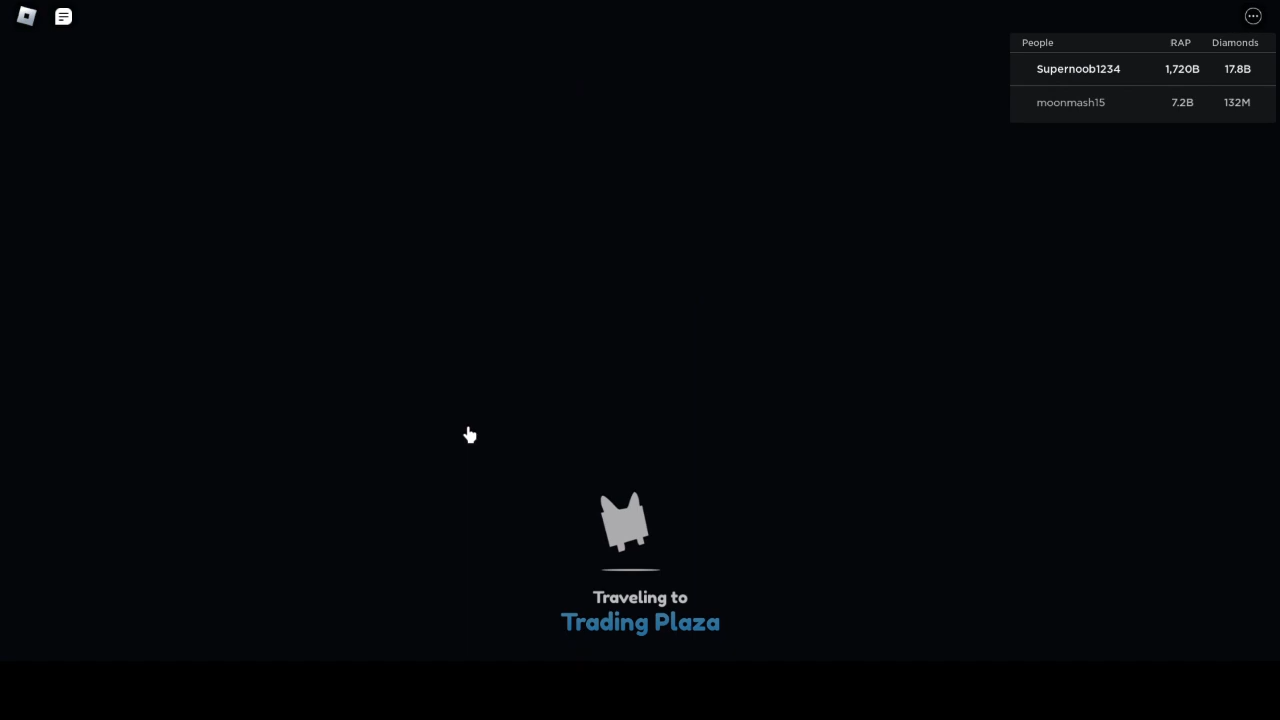 People RAP Diamonds
Supernoob1234 1,720B 17.8B
moonmash15 7.2B 132M
Traveling to
Trading Plaza